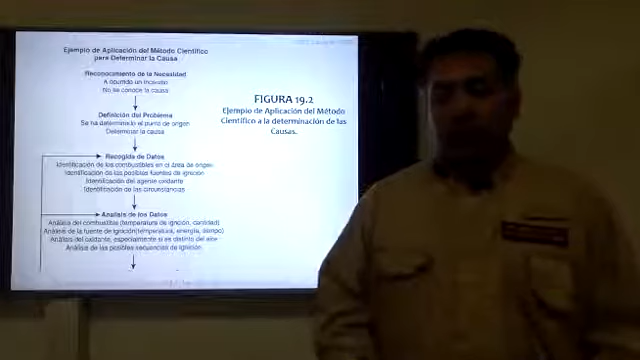 Ejemplo de Aplicación del Método Científico
para Determinar la Causa
Reconocimiento de la Necesidad
A ocurrido un incendio
No se conoce la causa
Definición del Problema
Se ha determinado el punto de origen
Determinar la causa
Recogida de Datos
Identificación de los combustibles en el área de origen
Identificación de las posibles fuentes de ignición
Identificación del agente oxidante
Identificación de las circunstancias
Analisis de los Datos
Análisis del combustible (temperatura de ignición, cantidad)
Análisis de la fuente de ignición(temperatura, energía, tiempo)
Análisis del oxidante, especialmente si es distinto del aire
Análisis de las posibles secuencias de ignición
FIGURA 19.2
Ejemplo de Aplicación del Método
Científico a la determinación de las
Causas.